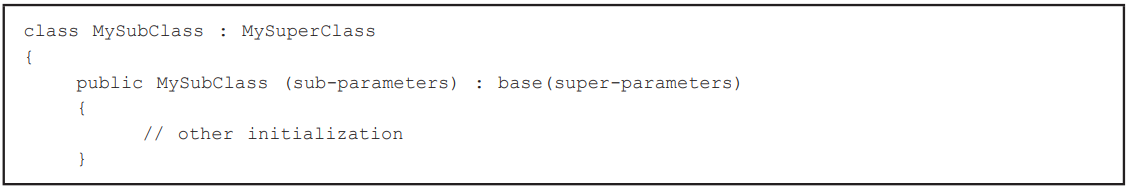 class MySubClass : MySuperClass
{
public MySubClass (sub-parameters) : base(super-parameters)
{
// other initialization
}